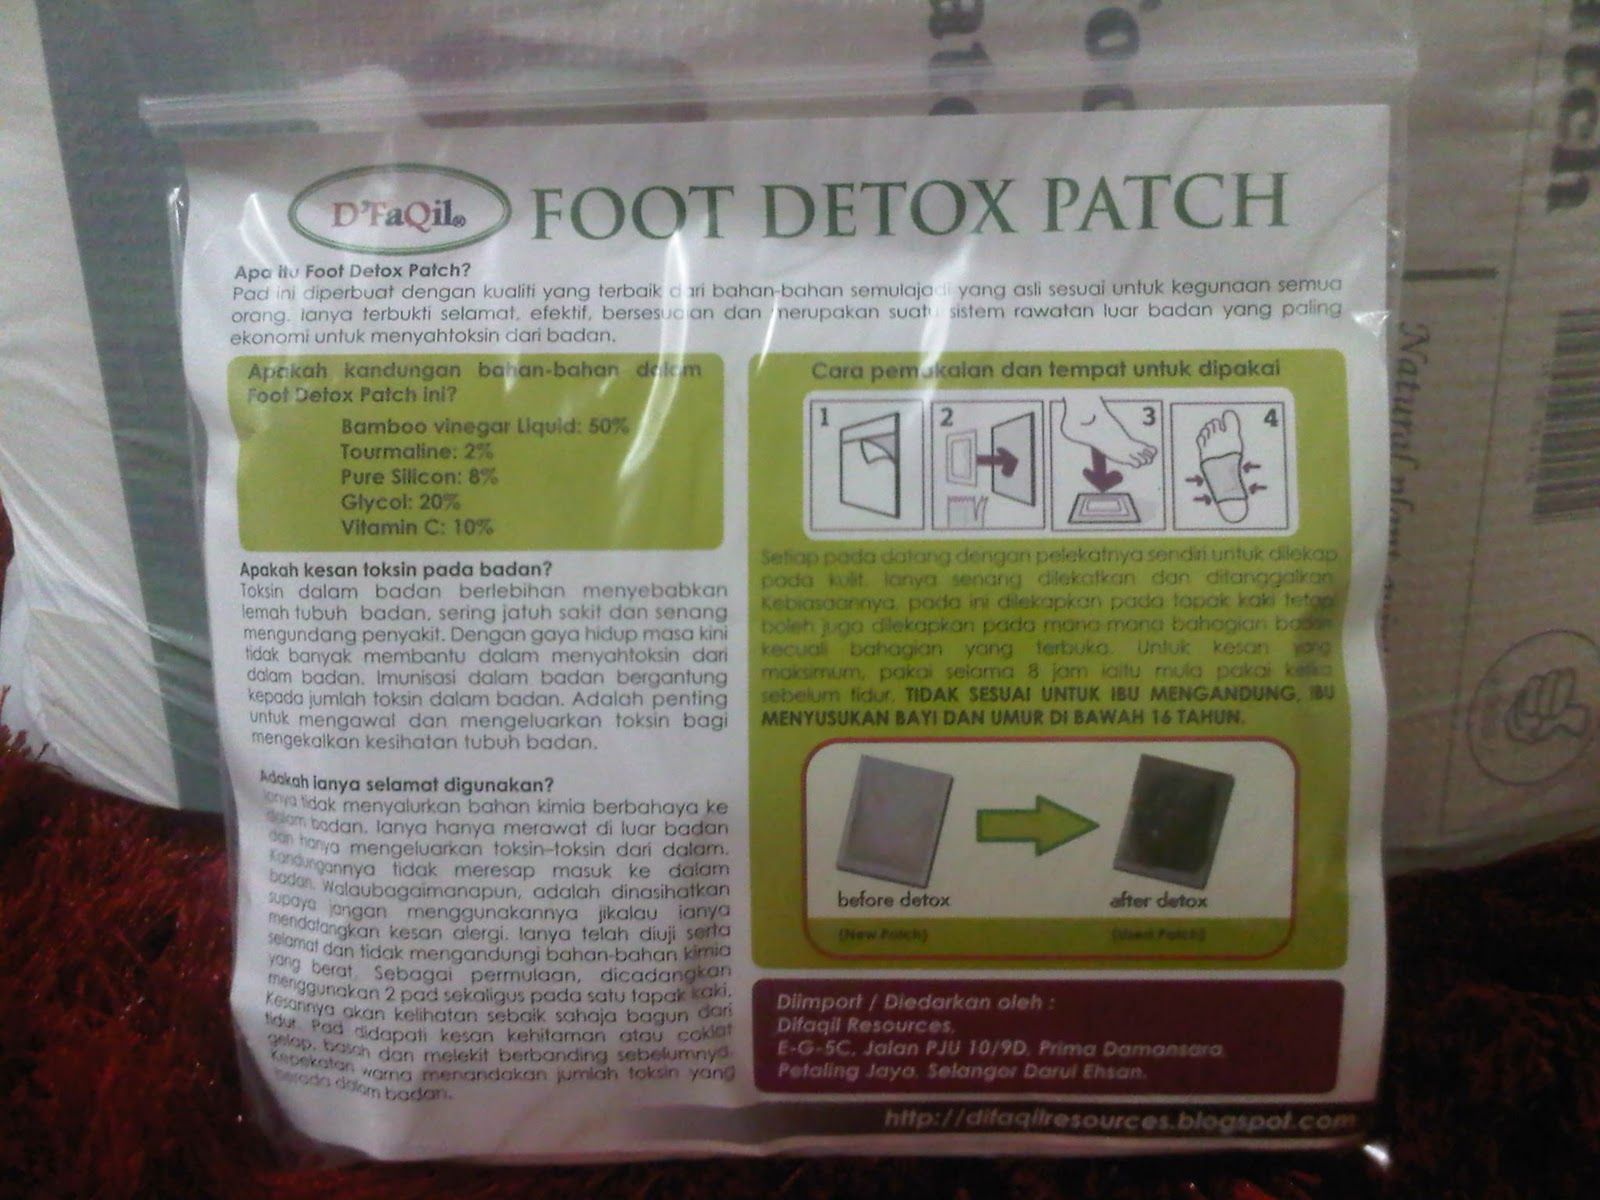 D'FaQil® FOOT DETOX PATCH
Apa itu Foot Detox Patch?
Pad ini diperbuat dengan kualiti yang terbaik dari bahan-bahan semulajadi yang asli sesuai untuk kegunaan semua
orang. Ianya terbukti selamat, efektif, bersesuaian dan merupakan suatu sistem rawatan luar badan yang paling
ekonomi untuk menyahtoksin dari badan.
Apakah kandungan bahan-bahan dalam
Foot Detox Patch ini?
Bamboo vinegar Liquid: 50%
Tourmaline: 2%
Pure Silicon: 8%
Glycol: 20%
Vitamin C: 10%
Apakah kesan toksin pada badan?
Toksin dalam badan berlebihan menyebabkan
lemah tubuh badan, sering jatuh sakit dan senang
mengundang penyakit. Dengan gaya hidup masa kini
tidak banyak membantu dalam menyahtoksin dari
dalam badan. Imunisasi dalam badan bergantung
kepada jumlah toksin dalam badan. Adalah penting
untuk mengawal dan mengeluarkan toksin bagi
mengekalkan kesihatan tubuh badan.
Adakah ianya selamat digunakan?
Ianya tidak menyalurkan bahan kimia berbahaya ke
dalam badan. Ianya hanya merawat di luar badan
dan hanya mengeluarkan toksin-toksin dari dalam.
Kandungannya tidak meresap masuk ke dalam
badan. Walaubagaimanapun, adalah dinasihatkan
supaya jangan menggunakannya jikalau ianya
mendatangkan kesan alergi. Ianya telah diuji serta
selamat dan tidak mengandungi bahan-bahan kimia
yang berat. Sebagai permulaan, dicadangkan
menggunakan 2 pad sekaligus pada satu tapak kaki.
Kesannya akan kelihatan sebaik sahaja bagun dari
tidur. Pad didapati kesan kehitaman atau coklat
gelap, basah dan melekit berbanding sebelumnya.
Kepekatan warna menandakan jumlah toksin yang
berada dalam badan.
Cara pemakaian dan tempat untuk dipakai
1 2 3 4
Setiap pada datang dengan pelekatnya sendiri untuk dilekap
pada kulit. Ianya senang dilekatkan dan ditanggalkan
Kebiasaannya, pada ini dilekapkan pada tapak kaki tetapi
boleh juga dilekapkan pada mana-mana bahagian badan
kecuali bahagian yang terbuka. Untuk kesan yang
maksimum, pakai selama 8 jam iaitu mula pakai ketika
sebelum tidur. TIDAK SESUAI UNTUK IBU MENGANDUNG, IBU
MENYUSUKAN BAYI DAN UMUR DI BAWAH 16 TAHUN.
before detox after detox
(New Patch) (Used Patch)
Diimport / Diedarkan oleh :
Difaqil Resources,
E-G-5C, Jalan PJU 10/9D, Prima Damansara,
Petaling Jaya, Selangor Darul Ehsan.
http://difaqilresources.blogspot.com